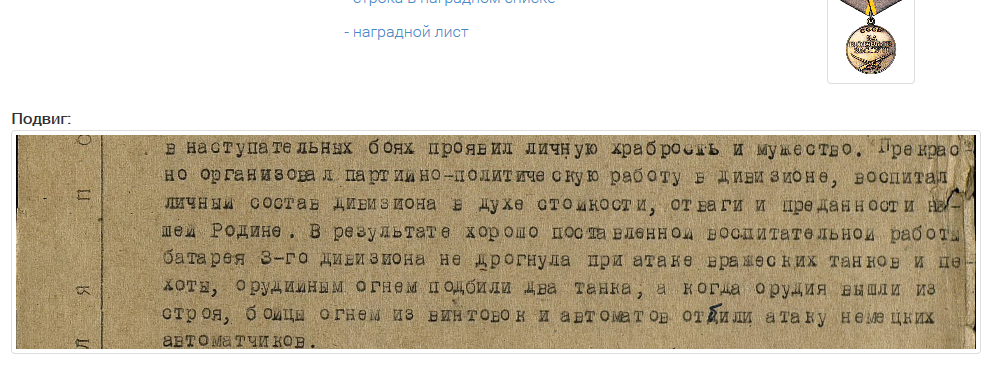 - строка в наградном списке
- наградной лист
СССР
Подвиг:
в наступательных боях проявил личную храбрость и мужество. Прекрас-
но организовал партийно-политическую работу в дивизионе, воспитал
личный состав дивизиона в духе стойкости, отваги и преданности на-
шей Родине. В результате хорошо поставленной воспитательной работы
батарея 3-го дивизиона не дрогнула при атаке вражеских танков и пе-
хоты, орудийным огнем подбили два танка, а когда орудия вышли из
строя, бойцы огнем из винтовок и автоматов отбили атаку немецких
автоматчиков.
О
П
Я
Л